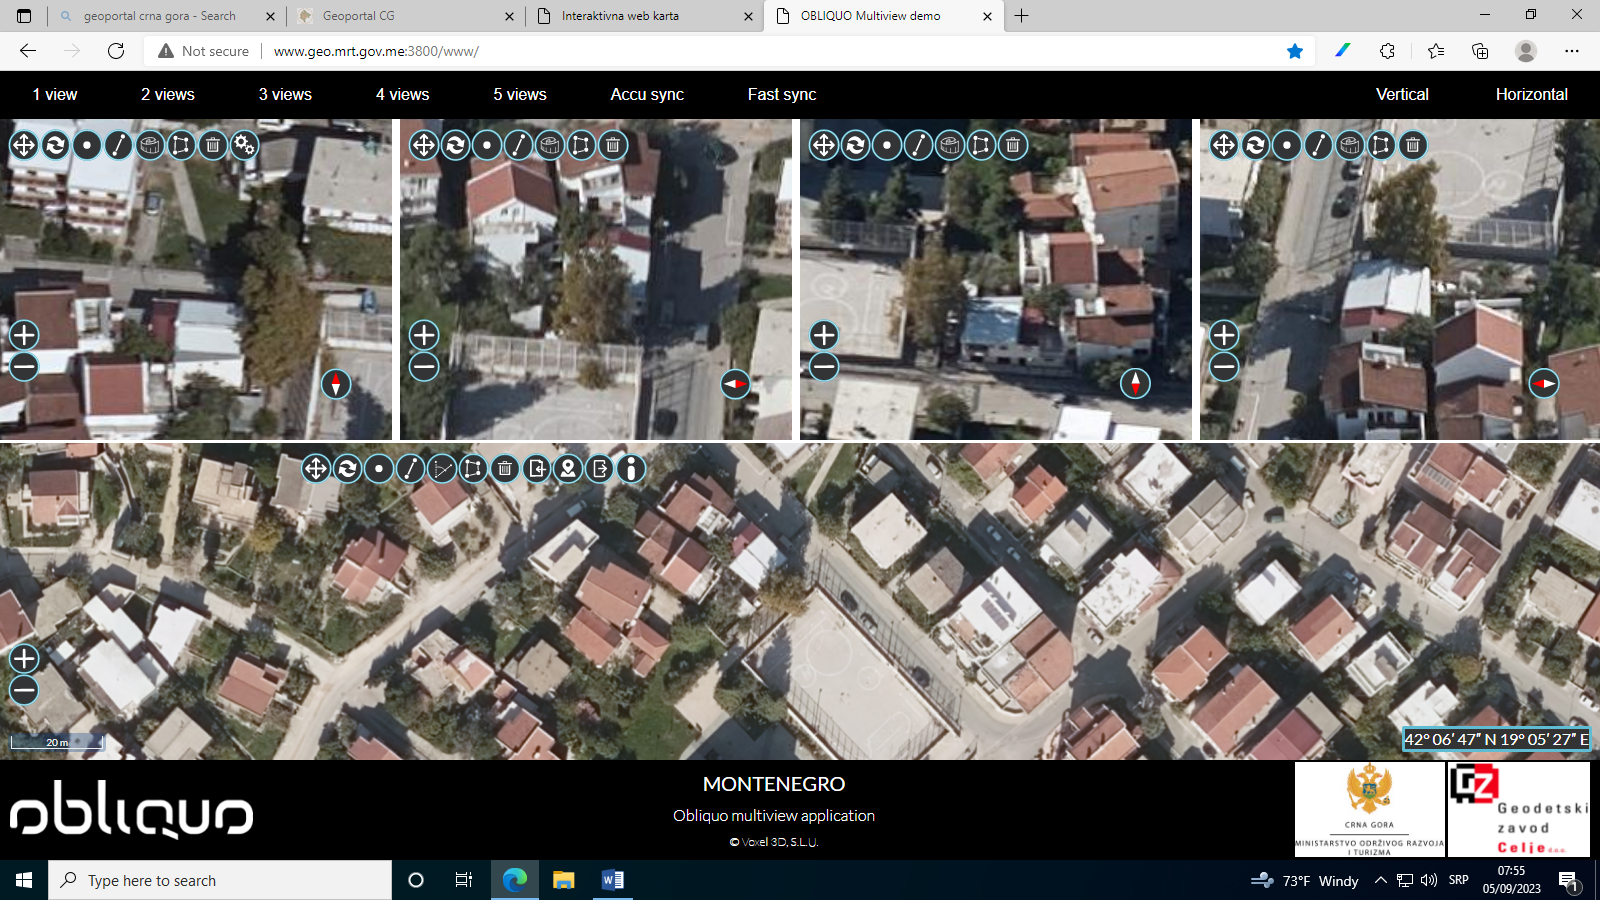 geoportal crna gora - Search
Geoportal CG
Interaktivna web karta
OBLIQUO Multiview demo
Not secure
www.geo.mrt.gov.me:3800/www/
1 view
2 views
3 views
4 views
5 views
Accu sync
Fast sync
Vertical
Horizontal
20 m
42° 06′ 47″ N 19° 05′ 27″ E
obliquo
MONTENEGRO
Obliquo multiview application
© Voxel 3D, S.L.U.
CRNA GORA
MINISTARSTVO ODRŽIVOG RAZVOJA
I TURIZMA
GZ
Geodetski
zavod
Celje d.o.o.
Type here to search
73°F Windy
SRP
07:55
05/09/2023
1